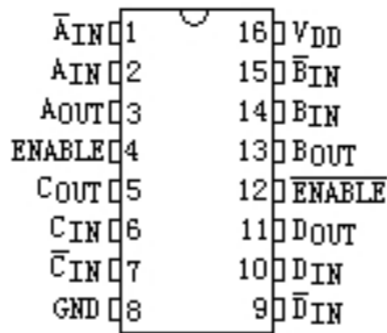 A̅IN 1 16 VDD
AIN 2 15 B̅IN
AOUT 3 14 BIN
ENABLE 4 13 BOUT
COUT 5 12 E̅N̅A̅B̅L̅E̅
CIN 6 11 DOUT
C̅IN 7 10 DIN
GND 8 9 D̅IN